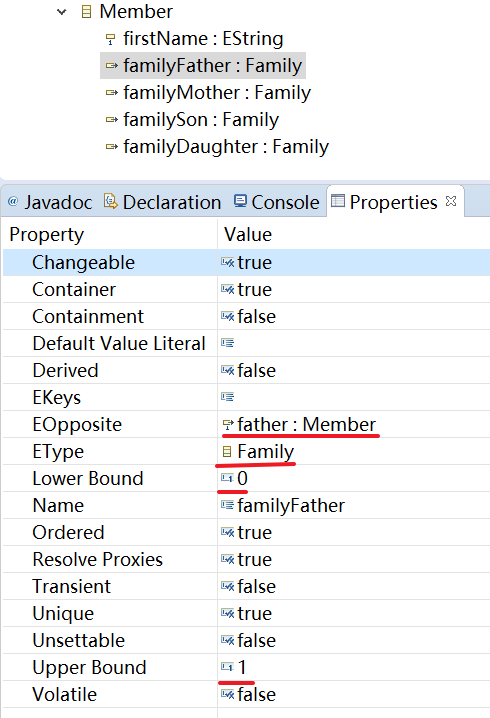 Member
firstName : EString
familyFather : Family
familyMother : Family
familySon : Family
familyDaughter : Family
@ Javadoc Declaration Console Properties
Property Value
Changeable true
Container true
Containment false
Default Value Literal
Derived false
EKeys
EOpposite father : Member
EType Family
Lower Bound 0
Name familyFather
Ordered true
Resolve Proxies true
Transient false
Unique true
Unsettable false
Upper Bound 1
Volatile false